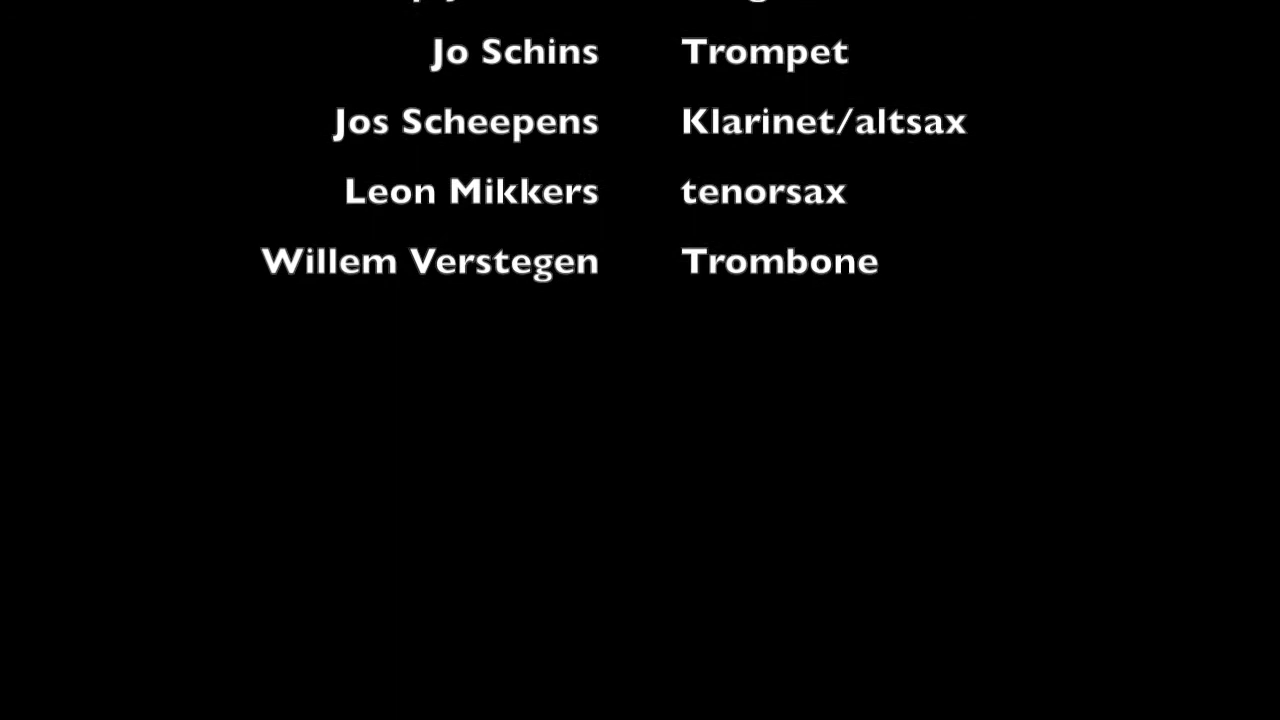 Jo Schins Trompet
Jos Scheepens Klarinet/altsax
Leon Mikkers tenorsax
Willem Verstegen Trombone